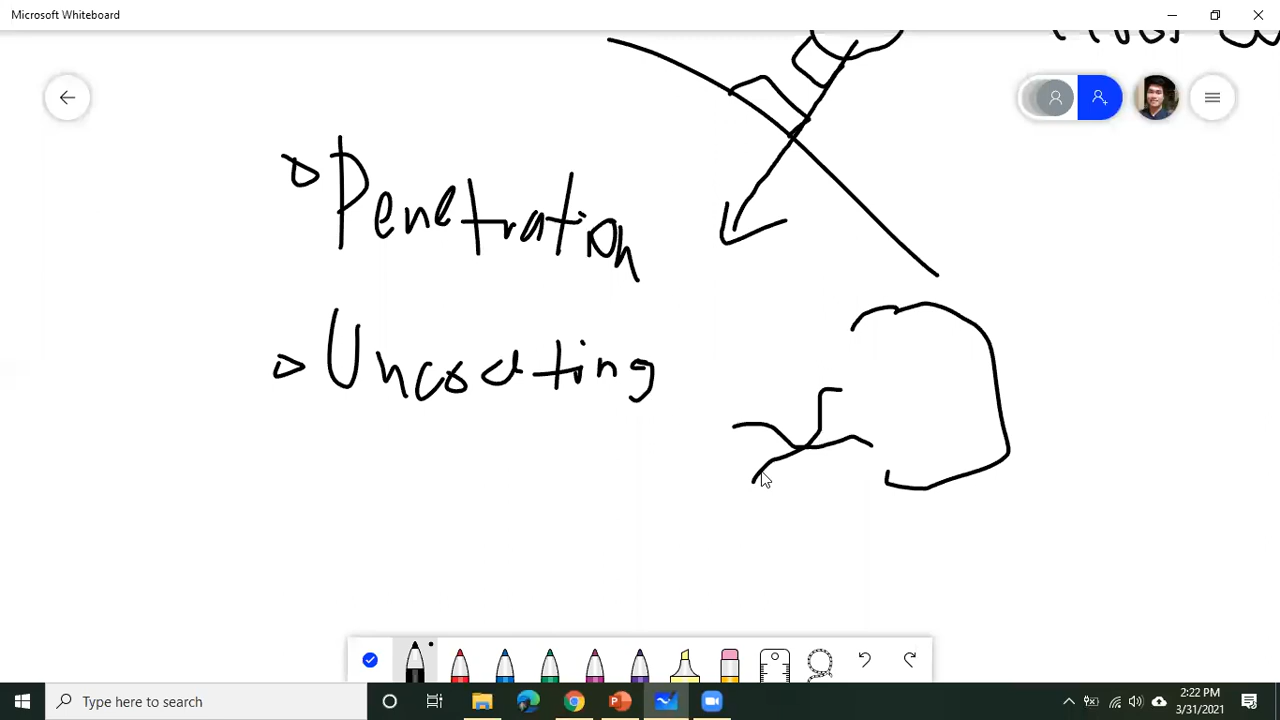 Microsoft Whiteboard
Penetration
Uncoating
Type here to search
2:22 PM
3/31/2021